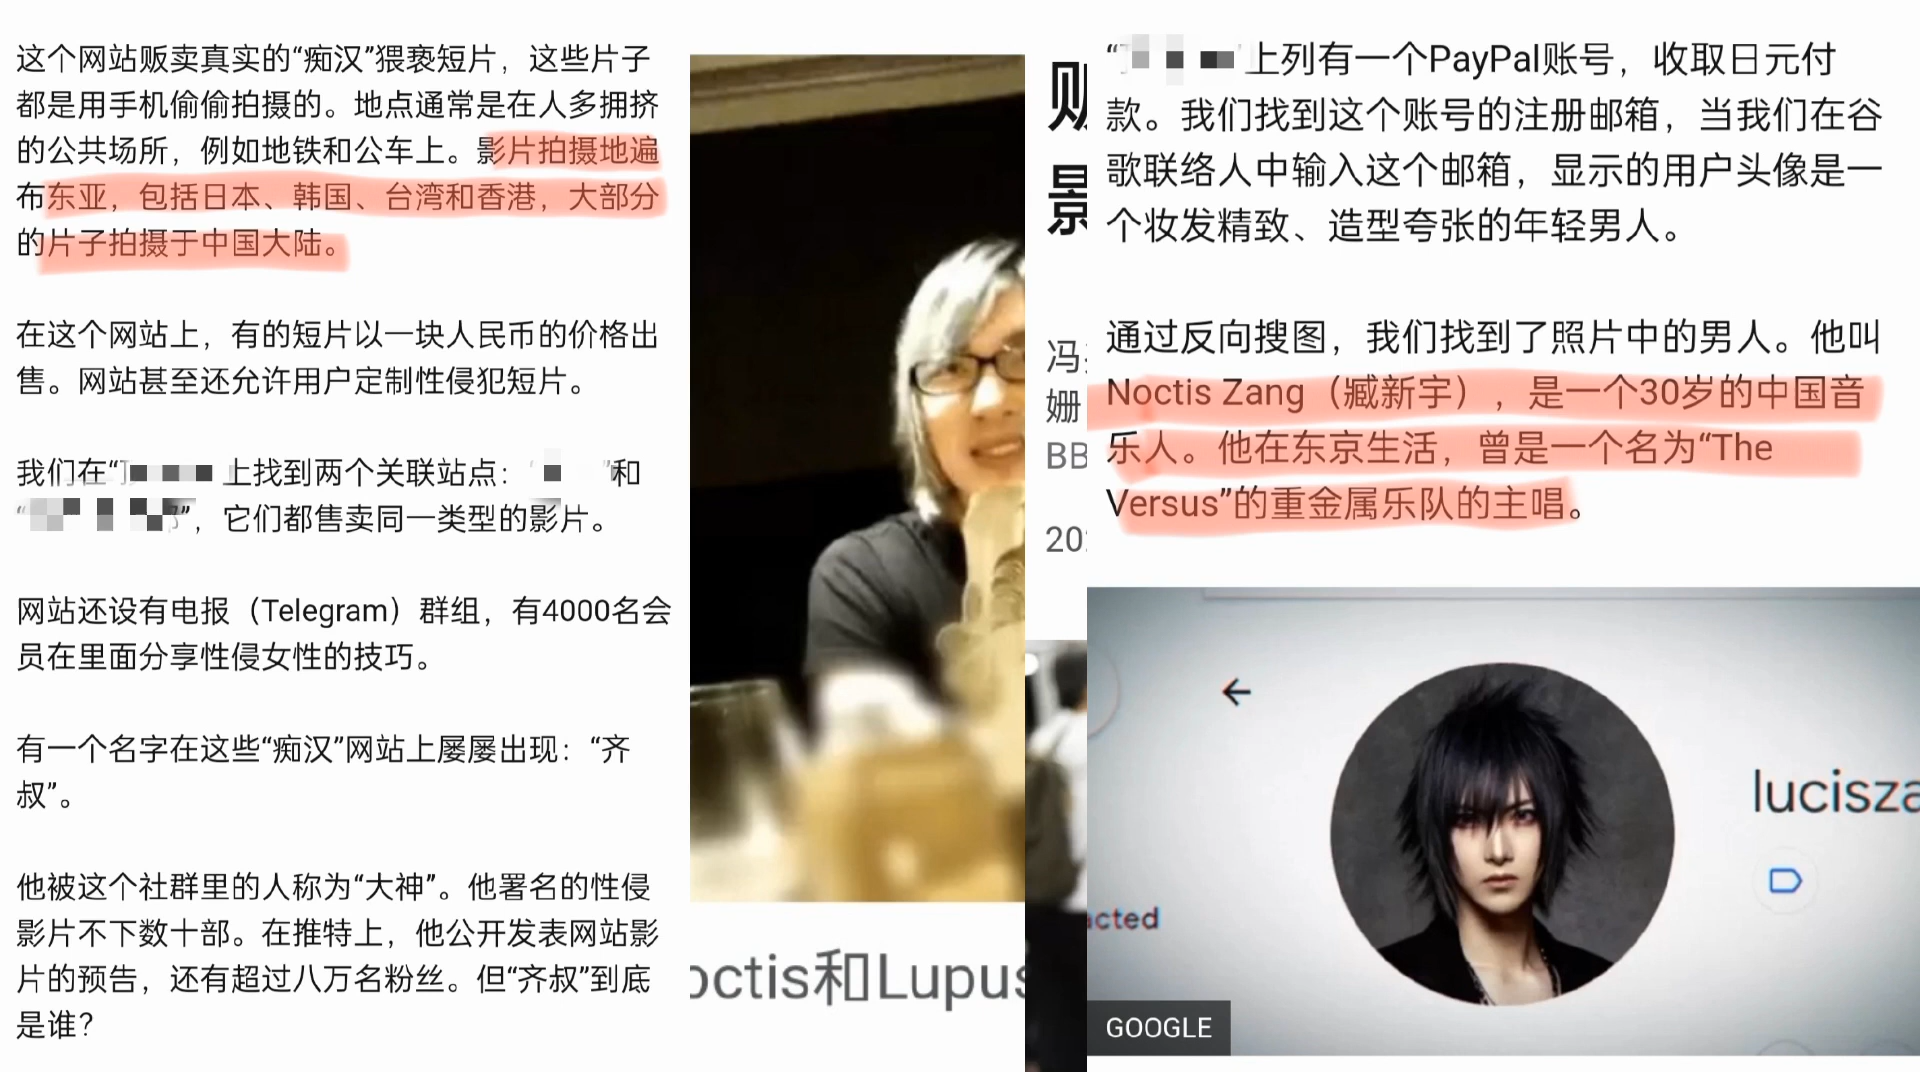 这个网站贩卖真实的“痴汉”猥亵短片，这些片子
都是用手机偷偷拍摄的。地点通常是在人多拥挤
的公共场所，例如地铁和公车上。影片拍摄地遍
布东亚，包括日本、韩国、台湾和香港，大部分
的片子拍摄于中国大陆。
在这个网站上，有的短片以一块人民币的价格出
售。网站甚至还允许用户定制性侵犯短片。
我们在“ 上找到两个关联站点：“ ”和
“ ”，它们都售卖同一类型的影片。
网站还设有电报（Telegram）群组，有4000名会
员在里面分享性侵女性的技巧。
有一个名字在这些“痴汉”网站上屡屡出现：“齐
叔”。
他被这个社群里的人称为“大神”。他署名的性侵
影片不下数十部。在推特上，他公开发表网站影
片的预告，还有超过八万名粉丝。但“齐叔”到底
是谁？
octis和Lupus
景
冯
姗
BB
20
“ ”上列有一个PayPal账号，收取日元付
款。我们找到这个账号的注册邮箱，当我们在谷
歌联络人中输入这个邮箱，显示的用户头像是一
个妆发精致、造型夸张的年轻男人。
通过反向搜图，我们找到了照片中的男人。他叫
Noctis Zang（臧新宇），是一个30岁的中国音
乐人。他在东京生活，曾是一个名为“The
Versus”的重金属乐队的主唱。
lucisza
acted
GOOGLE